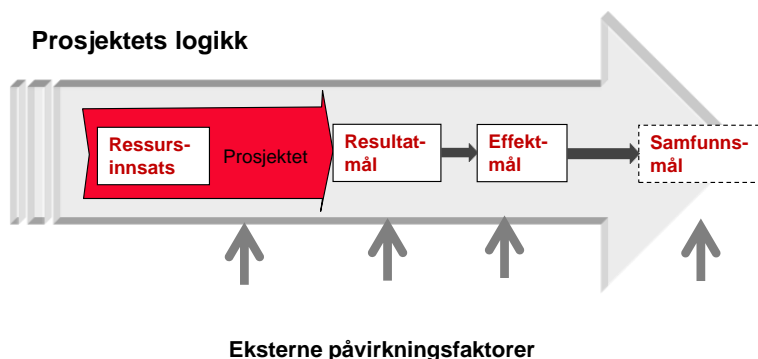 Prosjektets logikk
Ressurs-
innsats
Prosjektet
Resultat-
mål
Effekt-
mål
Samfunns-
mål
Eksterne påvirkningsfaktorer